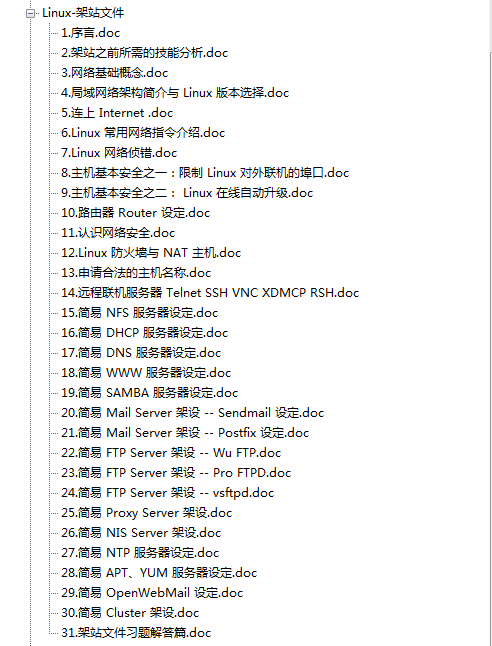 Linux-架站文件
1.序言.doc
2.架站之前所需的技能分析.doc
3.网络基础概念.doc
4.局域网络架构简介与 Linux 版本选择.doc
5.连上 Internet .doc
6.Linux 常用网络指令介绍.doc
7.Linux 网络侦错.doc
8.主机基本安全之一：限制 Linux 对外联机的埠口.doc
9.主机基本安全之二： Linux 在线自动升级.doc
10.路由器 Router 设定.doc
11.认识网络安全.doc
12.Linux 防火墙与 NAT 主机.doc
13.申请合法的主机名称.doc
14.远程联机服务器 Telnet SSH VNC XDMCP RSH.doc
15.简易 NFS 服务器设定.doc
16.简易 DHCP 服务器设定.doc
17.简易 DNS 服务器设定.doc
18.简易 WWW 服务器设定.doc
19.简易 SAMBA 服务器设定.doc
20.简易 Mail Server 架设 -- Sendmail 设定.doc
21.简易 Mail Server 架设 -- Postfix 设定.doc
22.简易 FTP Server 架设 -- Wu FTP.doc
23.简易 FTP Server 架设 -- Pro FTPD.doc
24.简易 FTP Server 架设 -- vsftpd.doc
25.简易 Proxy Server 架设.doc
26.简易 NIS Server 架设.doc
27.简易 NTP 服务器设定.doc
28.简易 APT、YUM 服务器设定.doc
29.简易 OpenWebMail 设定.doc
30.简易 Cluster 架设.doc
31.架站文件习题解答篇.doc